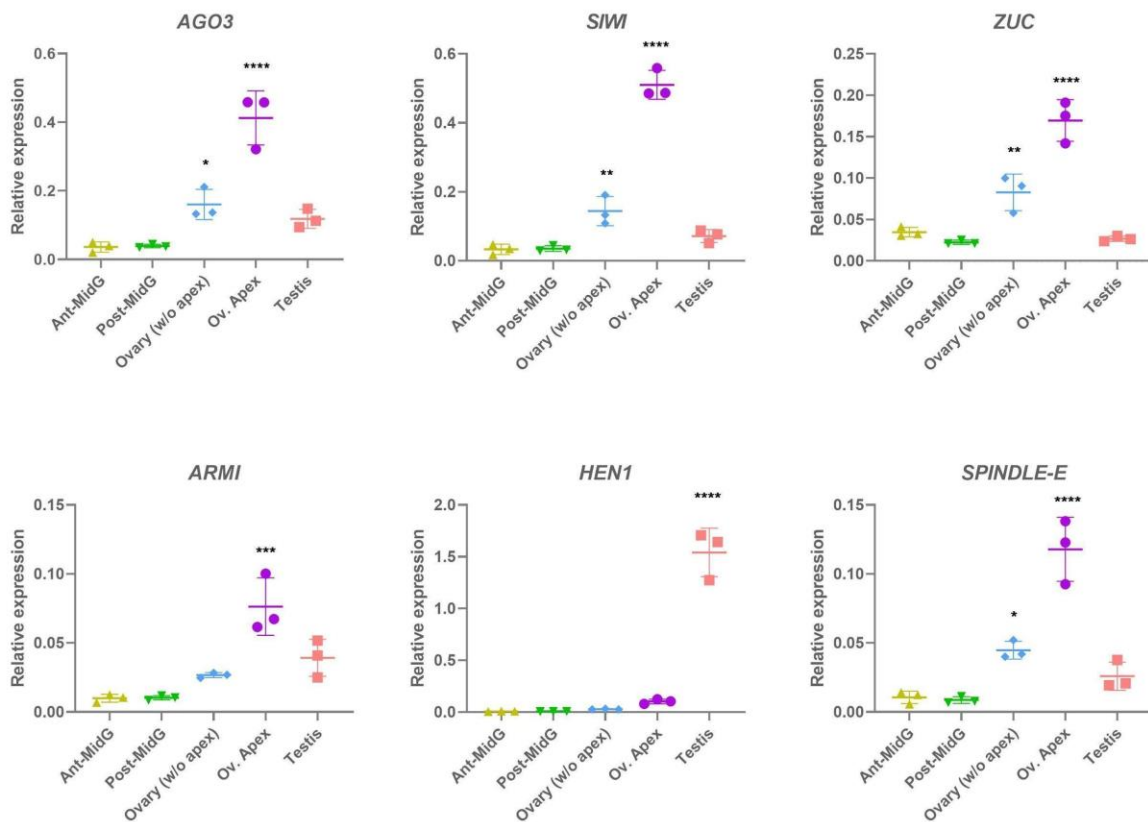 AGO3
Relative expression
0.6
0.4
0.2
0.0
****
*
Ant-MidG
Post-MidG
Ovary (w/o apex)
Ov. Apex
Testis
SIWI
Relative expression
0.6
0.4
0.2
0.0
****
**
Ant-MidG
Post-MidG
Ovary (w/o apex)
Ov. Apex
Testis
ZUC
Relative expression
0.25
0.20
0.15
0.10
0.05
0.00
****
**
Ant-MidG
Post-MidG
Ovary (w/o apex)
Ov. Apex
Testis
ARMI
Relative expression
0.15
0.10
0.05
0.00
***
Ant-MidG
Post-MidG
Ovary (w/o apex)
Ov. Apex
Testis
HEN1
Relative expression
2.0
1.5
1.0
0.5
0.0
****
Ant-MidG
Post-MidG
Ovary (w/o apex)
Ov. Apex
Testis
SPINDLE-E
Relative expression
0.15
0.10
0.05
0.00
****
*
Ant-MidG
Post-MidG
Ovary (w/o apex)
Ov. Apex
Testis